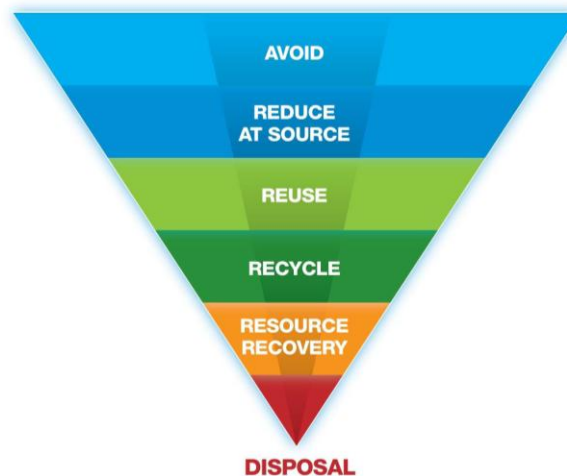 AVOID
REDUCE
AT SOURCE
REUSE
RECYCLE
RESOURCE
RECOVERY
DISPOSAL